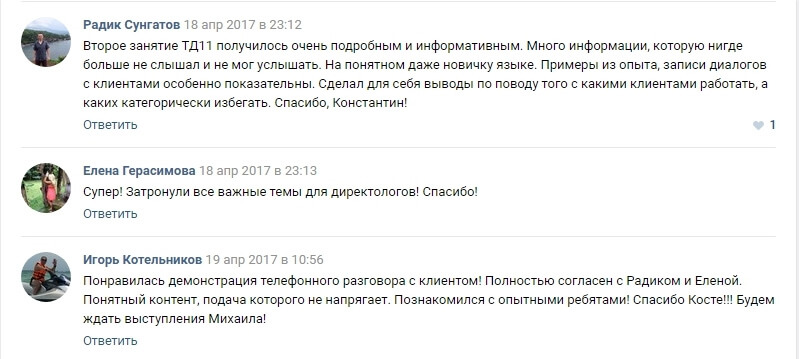 Радик Сунгатов 18 апр 2017 в 23:12
Второе занятие ТД11 получилось очень подробным и информативным. Много информации, которую нигде
больше не слышал и не мог услышать. На понятном даже новичку языке. Примеры из опыта, записи диалогов
с клиентами особенно показательны. Сделал для себя выводы по поводу того с какими клиентами работать, а
каких категорически избегать. Спасибо, Константин!
Ответить 1
Елена Герасимова 18 апр 2017 в 23:13
Супер! Затронули все важные темы для директологов! Спасибо!
Ответить
Игорь Котельников 19 апр 2017 в 10:56
Понравилась демонстрация телефонного разговора с клиентом! Полностью согласен с Радиком и Еленой.
Понятный контент, подача которого не напрягает. Познакомился с опытными ребятами! Спасибо Косте!!! Будем
ждать выступления Михаила!
Ответить